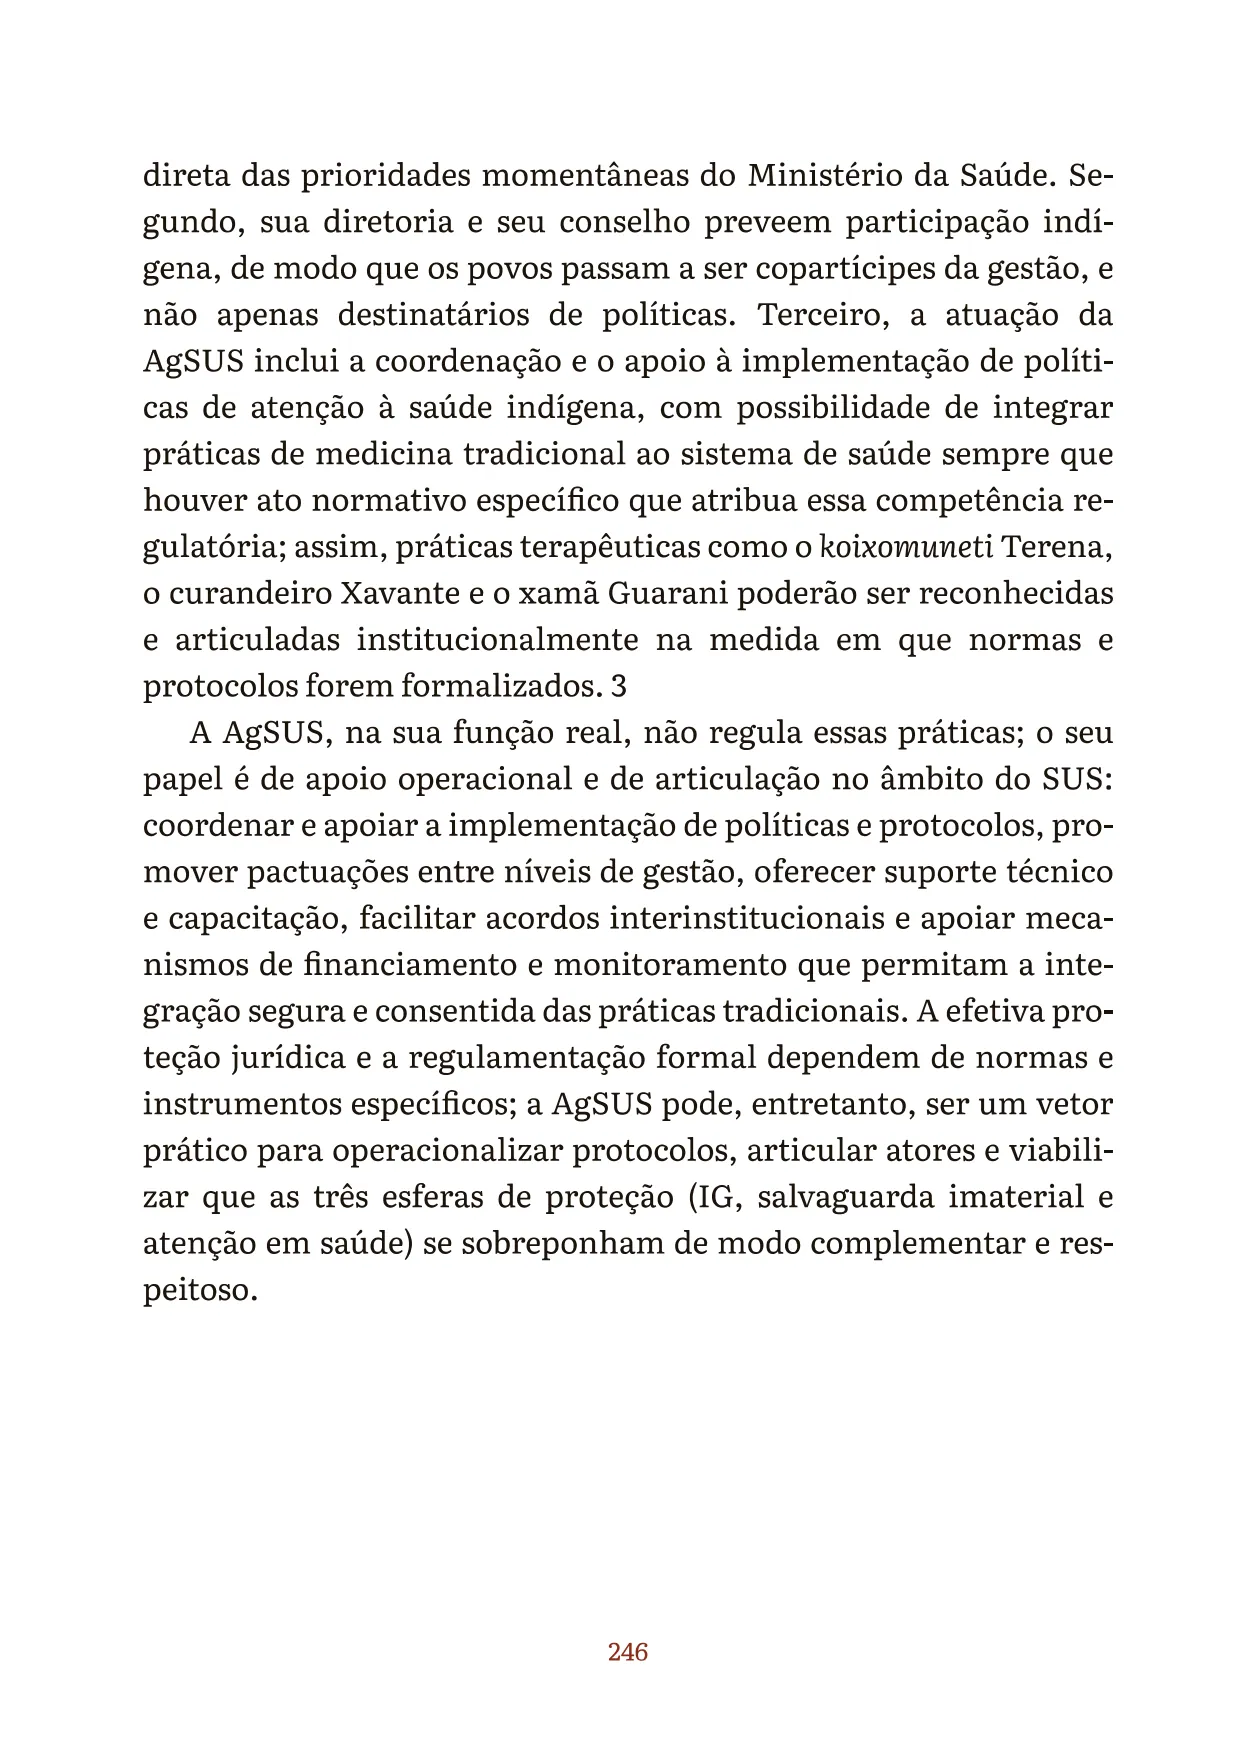 direta das prioridades momentâneas do Ministério da Saúde. Se-
gundo, sua diretoria e seu conselho preveem participação indí-
gena, de modo que os povos passam a ser copartícipes da gestão, e
não apenas destinatários de políticas. Terceiro, a atuação da
AgSUS inclui a coordenação e o apoio à implementação de políti-
cas de atenção à saúde indígena, com possibilidade de integrar
práticas de medicina tradicional ao sistema de saúde sempre que
houver ato normativo específico que atribua essa competência re-
gulatória; assim, práticas terapêuticas como o koixomuneti Terena,
o curandeiro Xavante e o xamã Guarani poderão ser reconhecidas
e articuladas institucionalmente na medida em que normas e
protocolos forem formalizados. 3
A AgSUS, na sua função real, não regula essas práticas; o seu
papel é de apoio operacional e de articulação no âmbito do SUS:
coordenar e apoiar a implementação de políticas e protocolos, pro-
mover pactuações entre níveis de gestão, oferecer suporte técnico
e capacitação, facilitar acordos interinstitucionais e apoiar meca-
nismos de financiamento e monitoramento que permitam a inte-
gração segura e consentida das práticas tradicionais. A efetiva pro-
teção jurídica e a regulamentação formal dependem de normas e
instrumentos específicos; a AgSUS pode, entretanto, ser um vetor
prático para operacionalizar protocolos, articular atores e viabili-
zar que as três esferas de proteção (IG, salvaguarda imaterial e
atenção em saúde) se sobreponham de modo complementar e res-
peitoso.
246